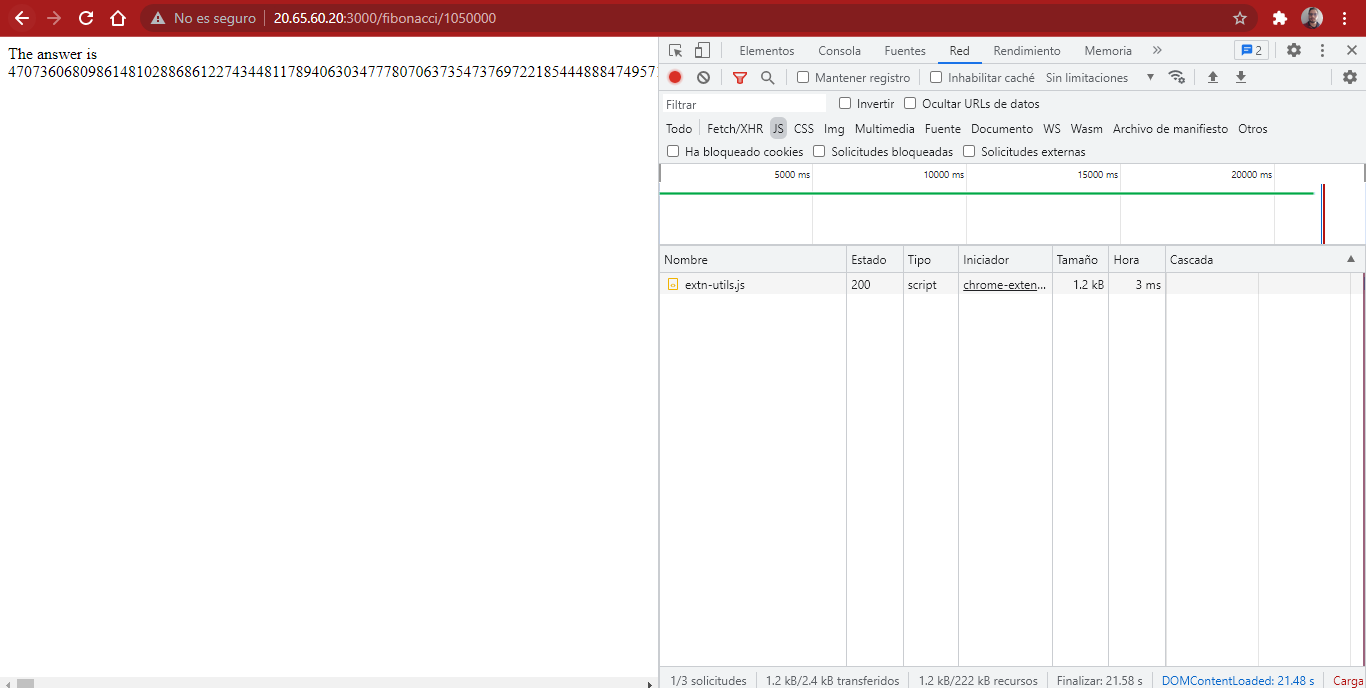 No es seguro 20.65.60.20:3000/fibonacci/1050000
The answer is
470736068098614810288686122743448117894063034777807063735473769722185444888474957
Elementos Consola Fuentes Red Rendimiento Memoria » 2
Mantener registro Inhabilitar caché Sin limitaciones
Filtrar Invertir Ocultar URLs de datos
Todo Fetch/XHR JS CSS Img Multimedia Fuente Documento WS Wasm Archivo de manifiesto Otros
Ha bloqueado cookies Solicitudes bloqueadas Solicitudes externas
5000 ms 10000 ms 15000 ms 20000 ms
Nombre Estado Tipo Iniciador Tamaño Hora Cascada
extn-utils.js 200 script chrome-exten... 1.2 kB 3 ms
1/3 solicitudes 1.2 kB/2.4 kB transferidos 1.2 kB/222 kB recursos Finalizar: 21.58 s DOMContentLoaded: 21.48 s Carga